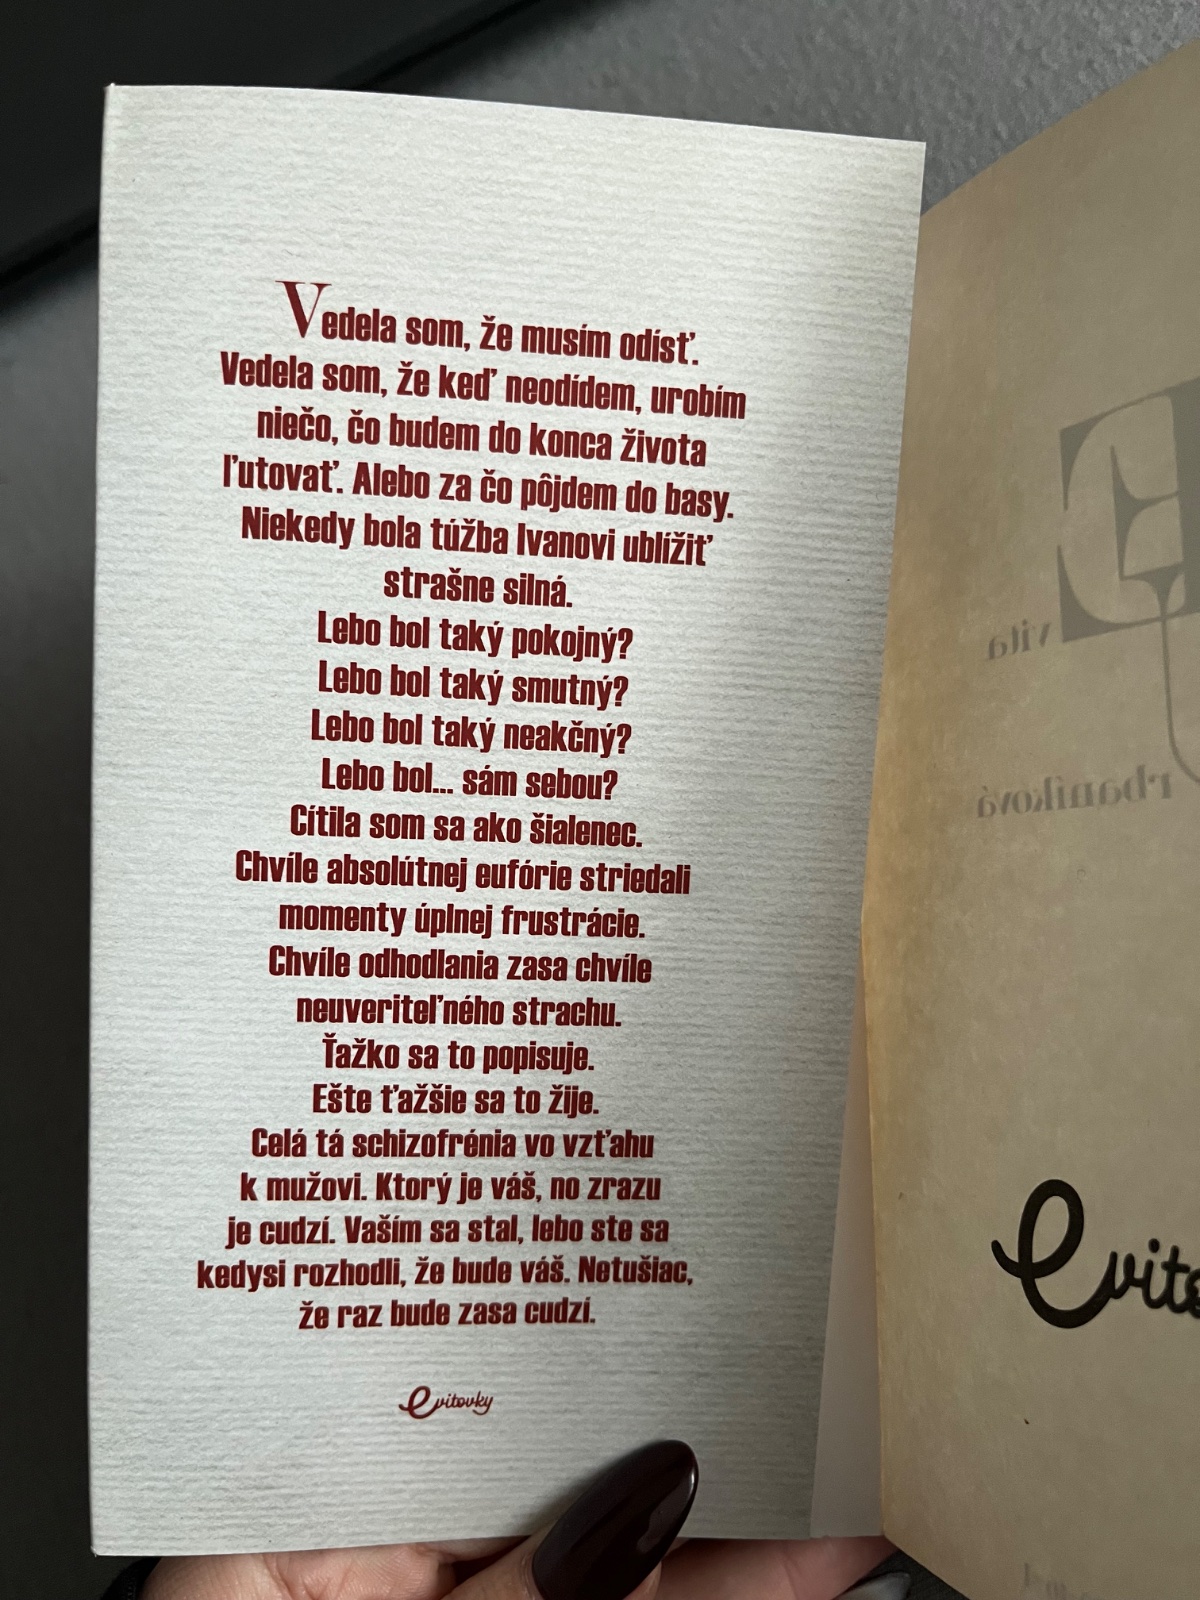 Vedela som, že musím odísť.
Vedela som, že keď neodídem, urobím
niečo, čo budem do konca života
ľutovať. Alebo za čo pôjdem do basy.
Niekedy bola túžba Ivanovi ublížiť
strašne silná.
Lebo bol taký pokojný?
Lebo bol taký smutný?
Lebo bol taký neakčný?
Lebo bol... sám sebou?
Cítila som sa ako šialenec.
Chvíle absolútnej eufórie striedali
momenty úplnej frustrácie.
Chvíle odhodlania zasa chvíle
neuveriteľného strachu.
Ťažko sa to popisuje.
Ešte ťažšie sa to žije.
Celá tá schizofrénia vo vzťahu
k mužovi. Ktorý je váš, no zrazu
je cudzí. Vaším sa stal, lebo ste sa
kedysi rozhodli, že bude váš. Netušiac,
že raz bude zasa cudzí.
evitovky
vita
rbaníková
evito